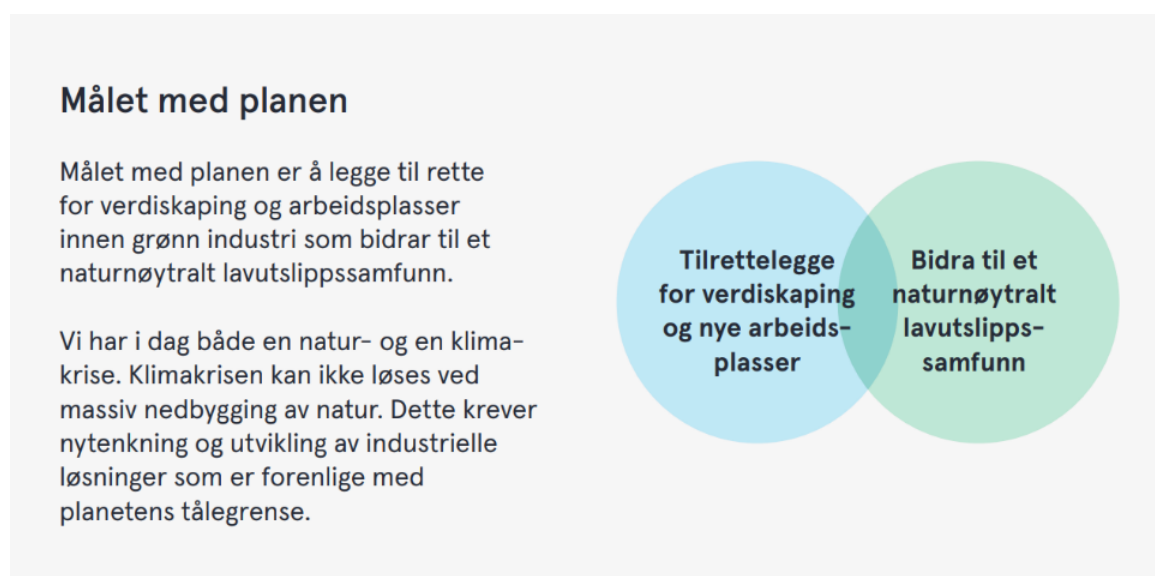 Målet med planen
Målet med planen er å legge til rette
for verdiskaping og arbeidsplasser
innen grønn industri som bidrar til et
naturnøytralt lavutslippssamfunn.
Vi har i dag både en natur- og en klima-
krise. Klimakrisen kan ikke løses ved
massiv nedbygging av natur. Dette krever
nytenkning og utvikling av industrielle
løsninger som er forenlige med
planetens tålegrense.
Tilrettelegge
for verdiskaping
og nye arbeids-
plasser
Bidra til et
naturnøytralt
lavutslipps-
samfunn